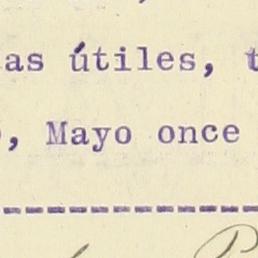 as útiles,
, Mayo once